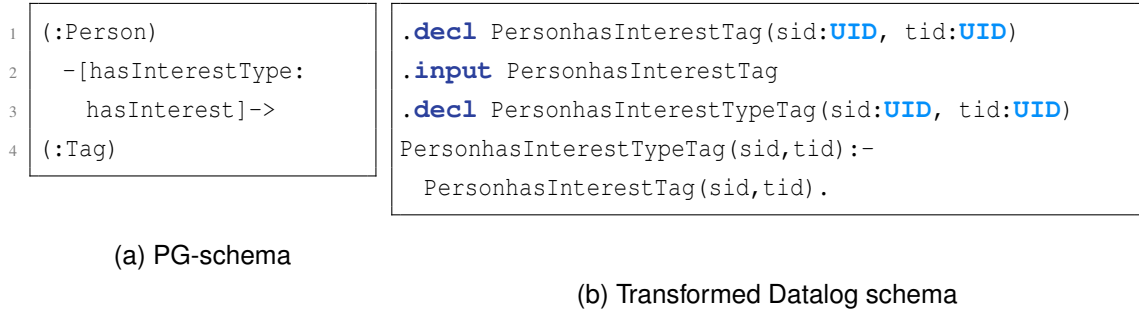 1 (:Person)
2 -[hasInterestType:
3 hasInterest]->
4 (:Tag)
(a) PG-schema
.decl PersonhasInterestTag(sid:UID, tid:UID)
.input PersonhasInterestTag
.decl PersonhasInterestTypeTag(sid:UID, tid:UID)
PersonhasInterestTypeTag(sid,tid):-
PersonhasInterestTag(sid,tid).
(b) Transformed Datalog schema